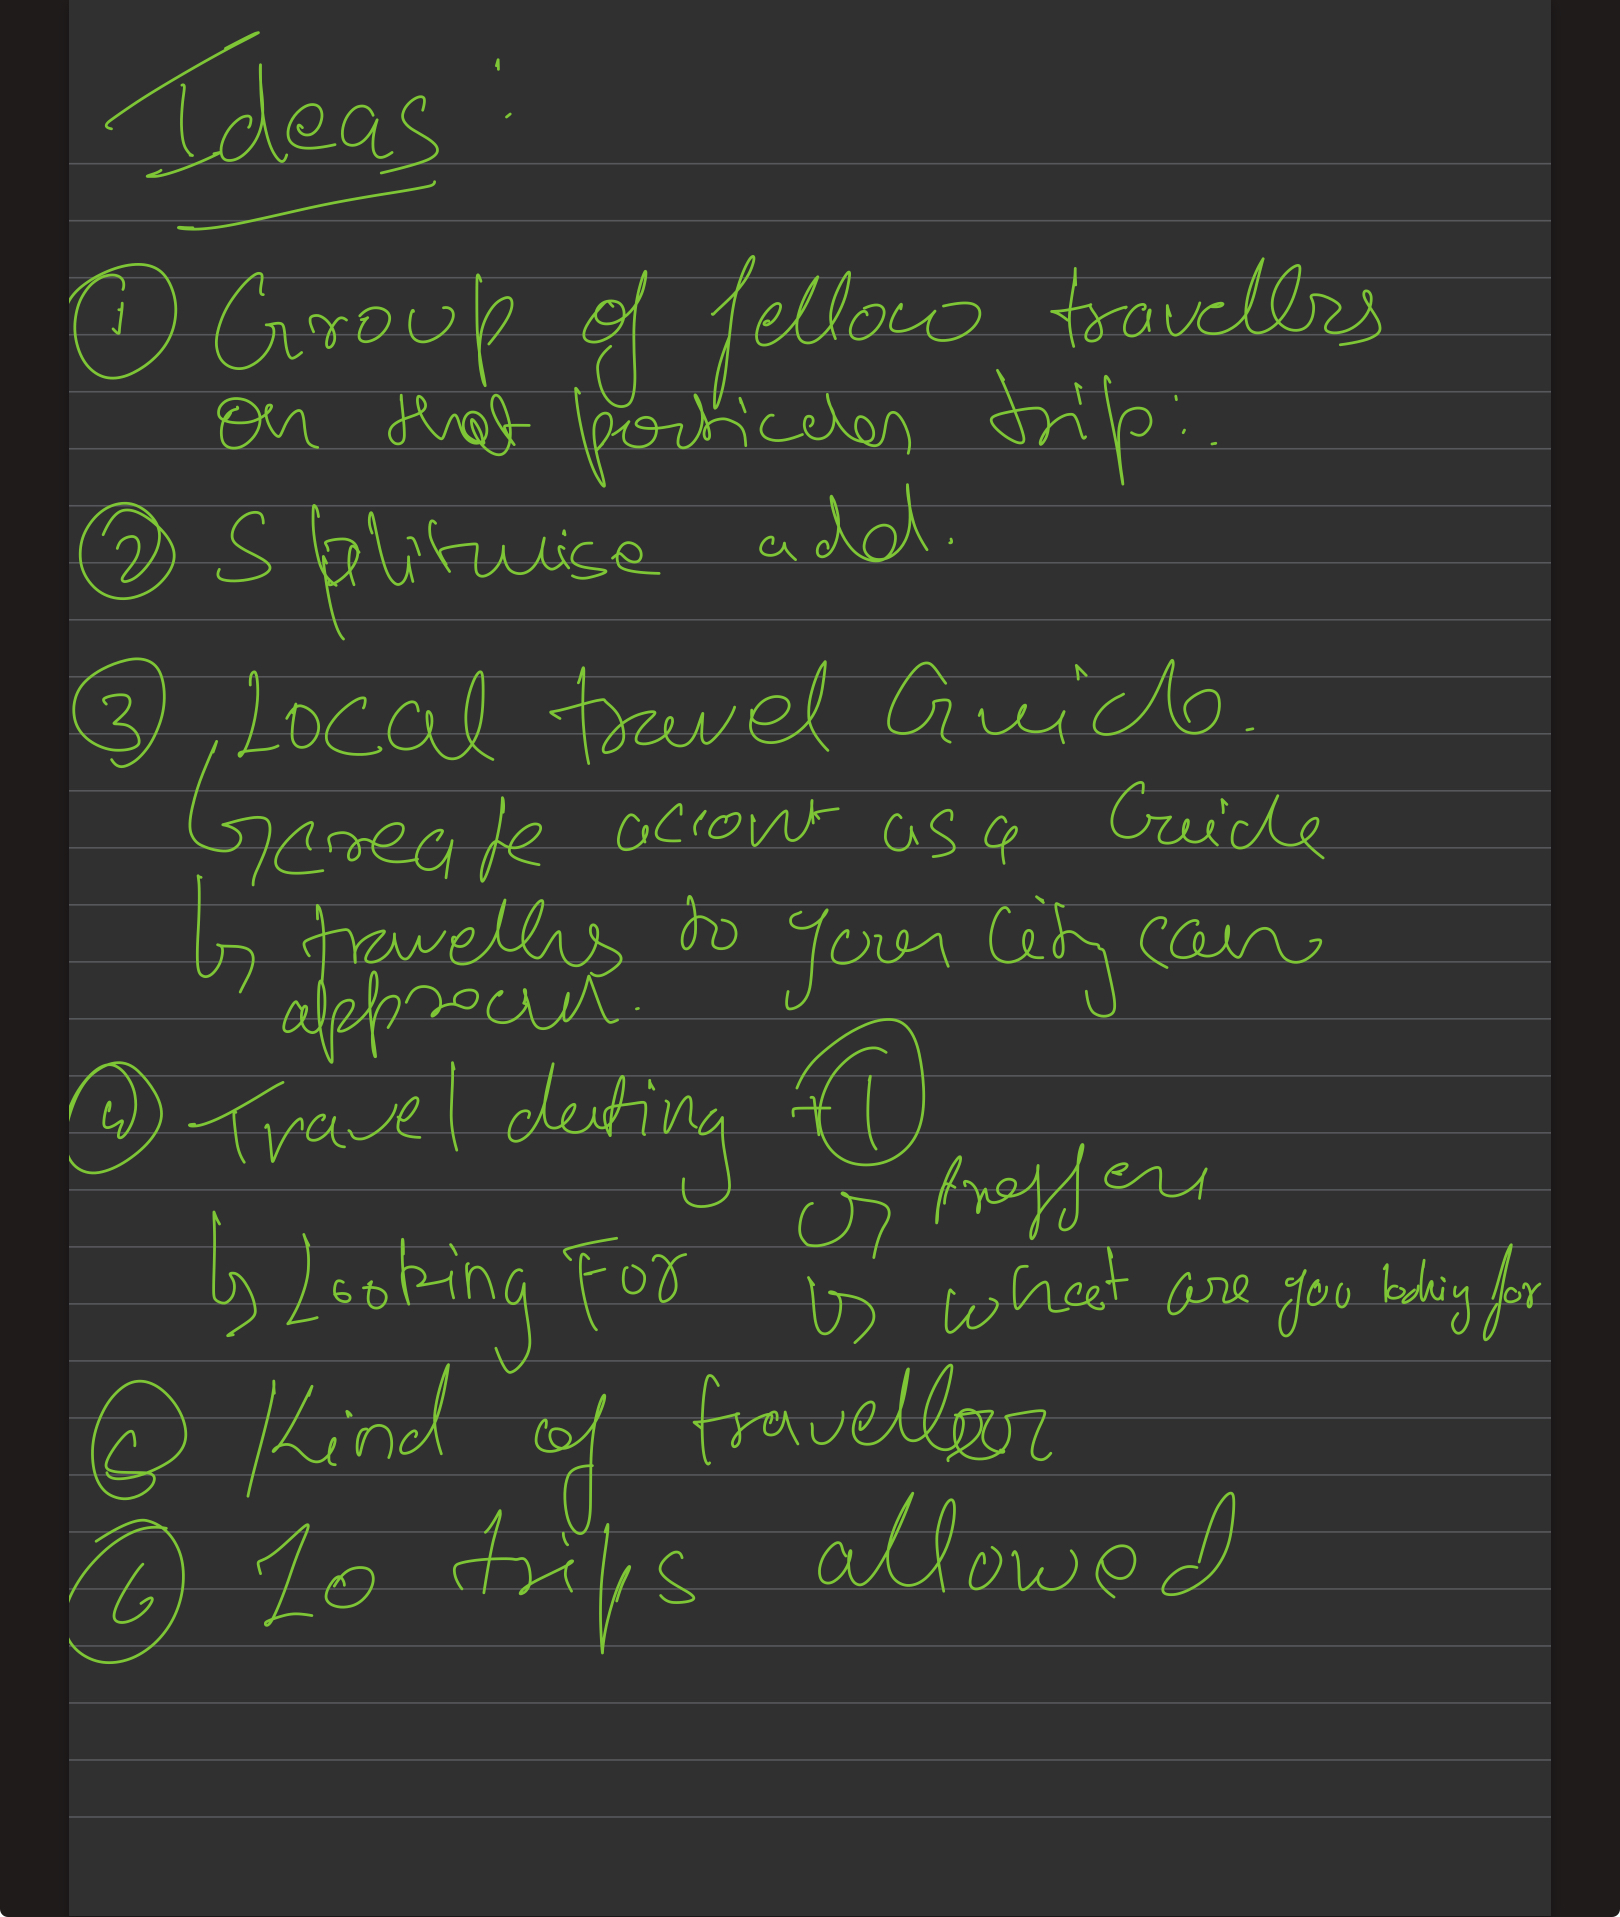 Ideas:
① Group of fellow travellers
on that particular trip.
② Splitwise add.
③ Local travel Guide.
↳ create account as a Guide
↳ travellers to your city can
approach.
④ Travel dating + ①
↳
↳ Looking For ↳ what are you looking for
⑤ Kind of traveller
⑥ 20 trips allowed